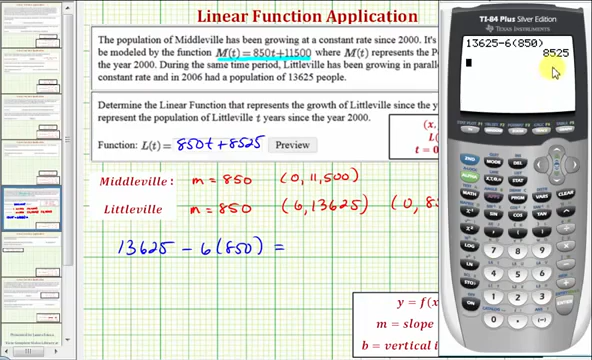 Linear Function Application
The population of Middleville has been growing at a constant rate since 2000. It's
be modeled by the function M(t) = 850t+11500 where M(t) represents the P
the year 2000. During the same time period, Littleville has been growing in parall
constant rate and in 2006 had a population of 13625 people.
Determine the Linear Function that represents the growth of Littleville since the y
represent the population of Littleville t years since the year 2000.
Function: L(t) = 850t + 8525 Preview
(x,
L(
t = 0
Middleville: m = 850 (0, 11,500)
Littleville m = 850 (6, 13625) (0, 85
13625 - 6(850) =
y = f(x
m = slope
b = vertical i
TI-84 Plus Silver Edition
TEXAS INSTRUMENTS
13625-6(850)
8525